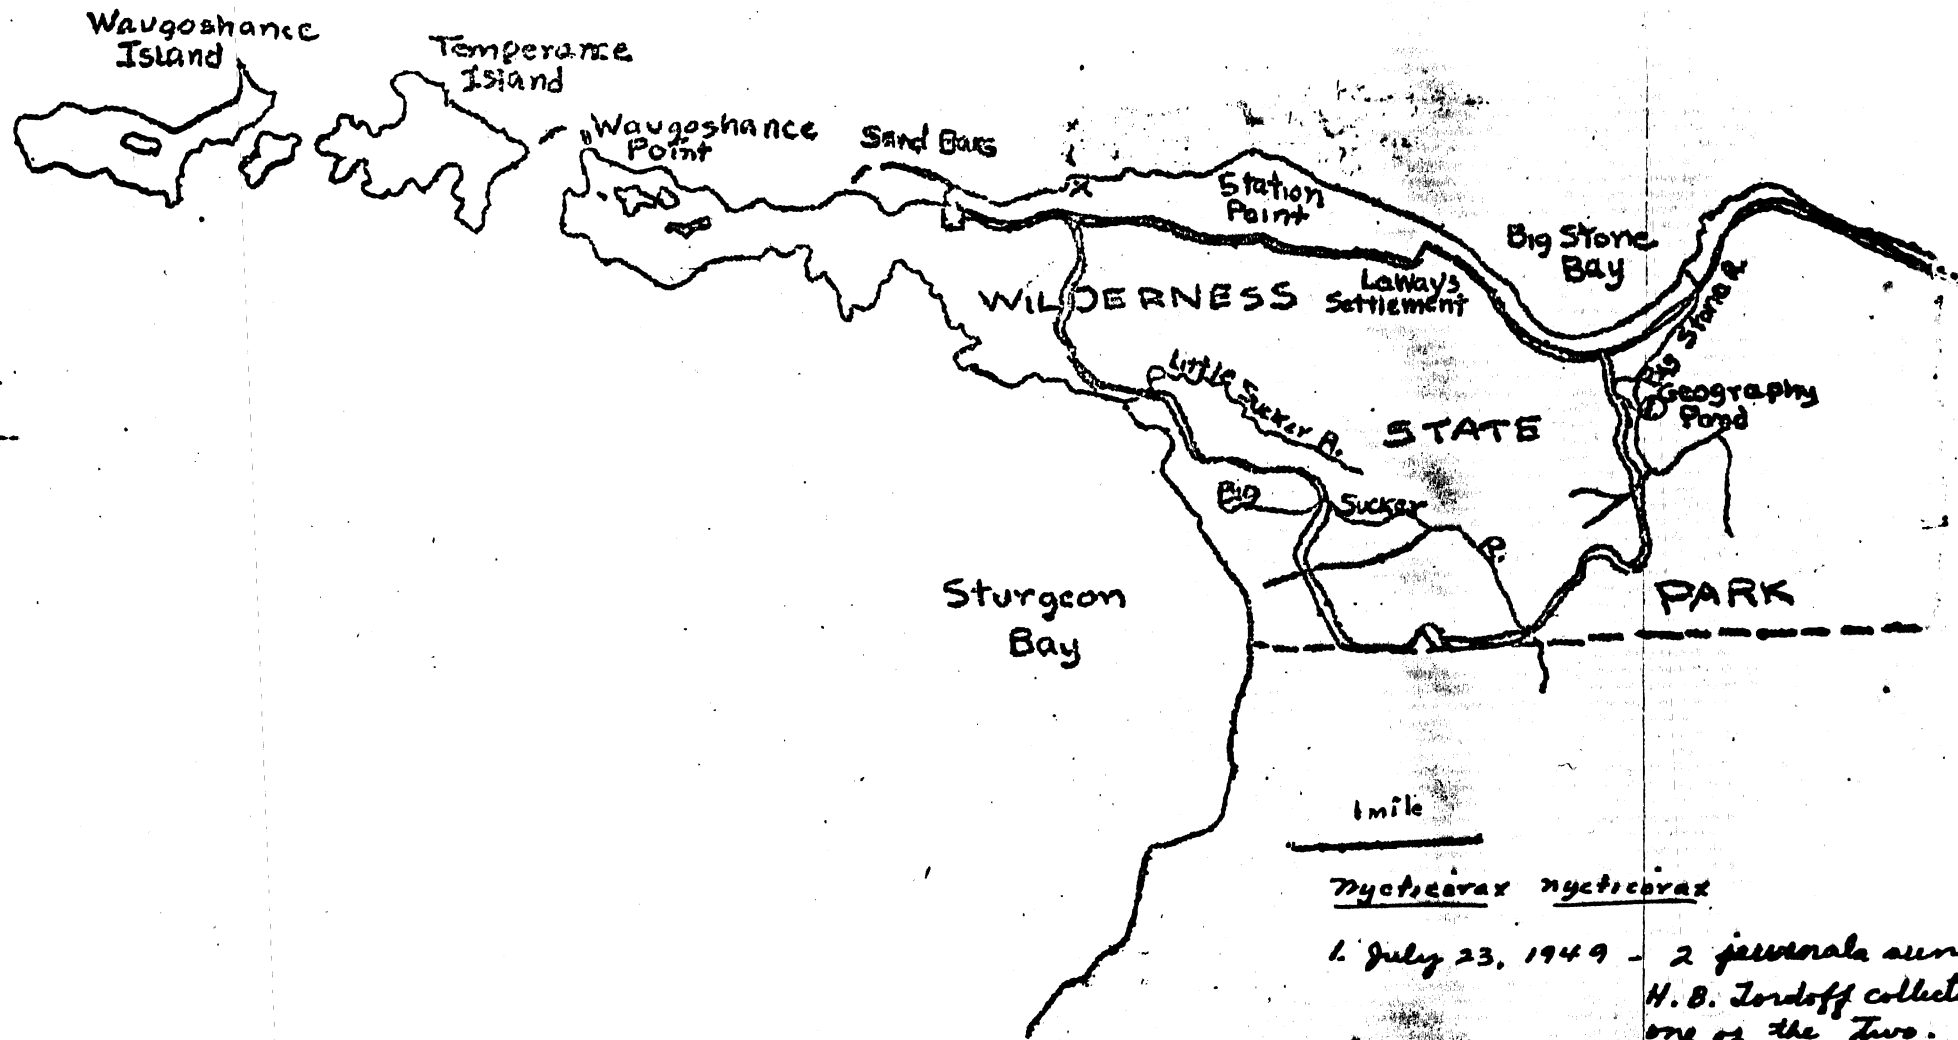 Waugoshance
Island
Temperance
Island
Waugoshance
Point
Sand Bars
x
Station
Point
Big Stone
Bay
LaWay's
Settlement
WILDERNESS
STATE
PARK
Big Stone R.
Geography
Pond
Little Sucker R.
Big Sucker R.
Sturgeon
Bay
1 mile
Nycticorax nycticorax
1. July 23, 1949 - 2 juvenals seen
H. B. Tordoff collect
one of the two.